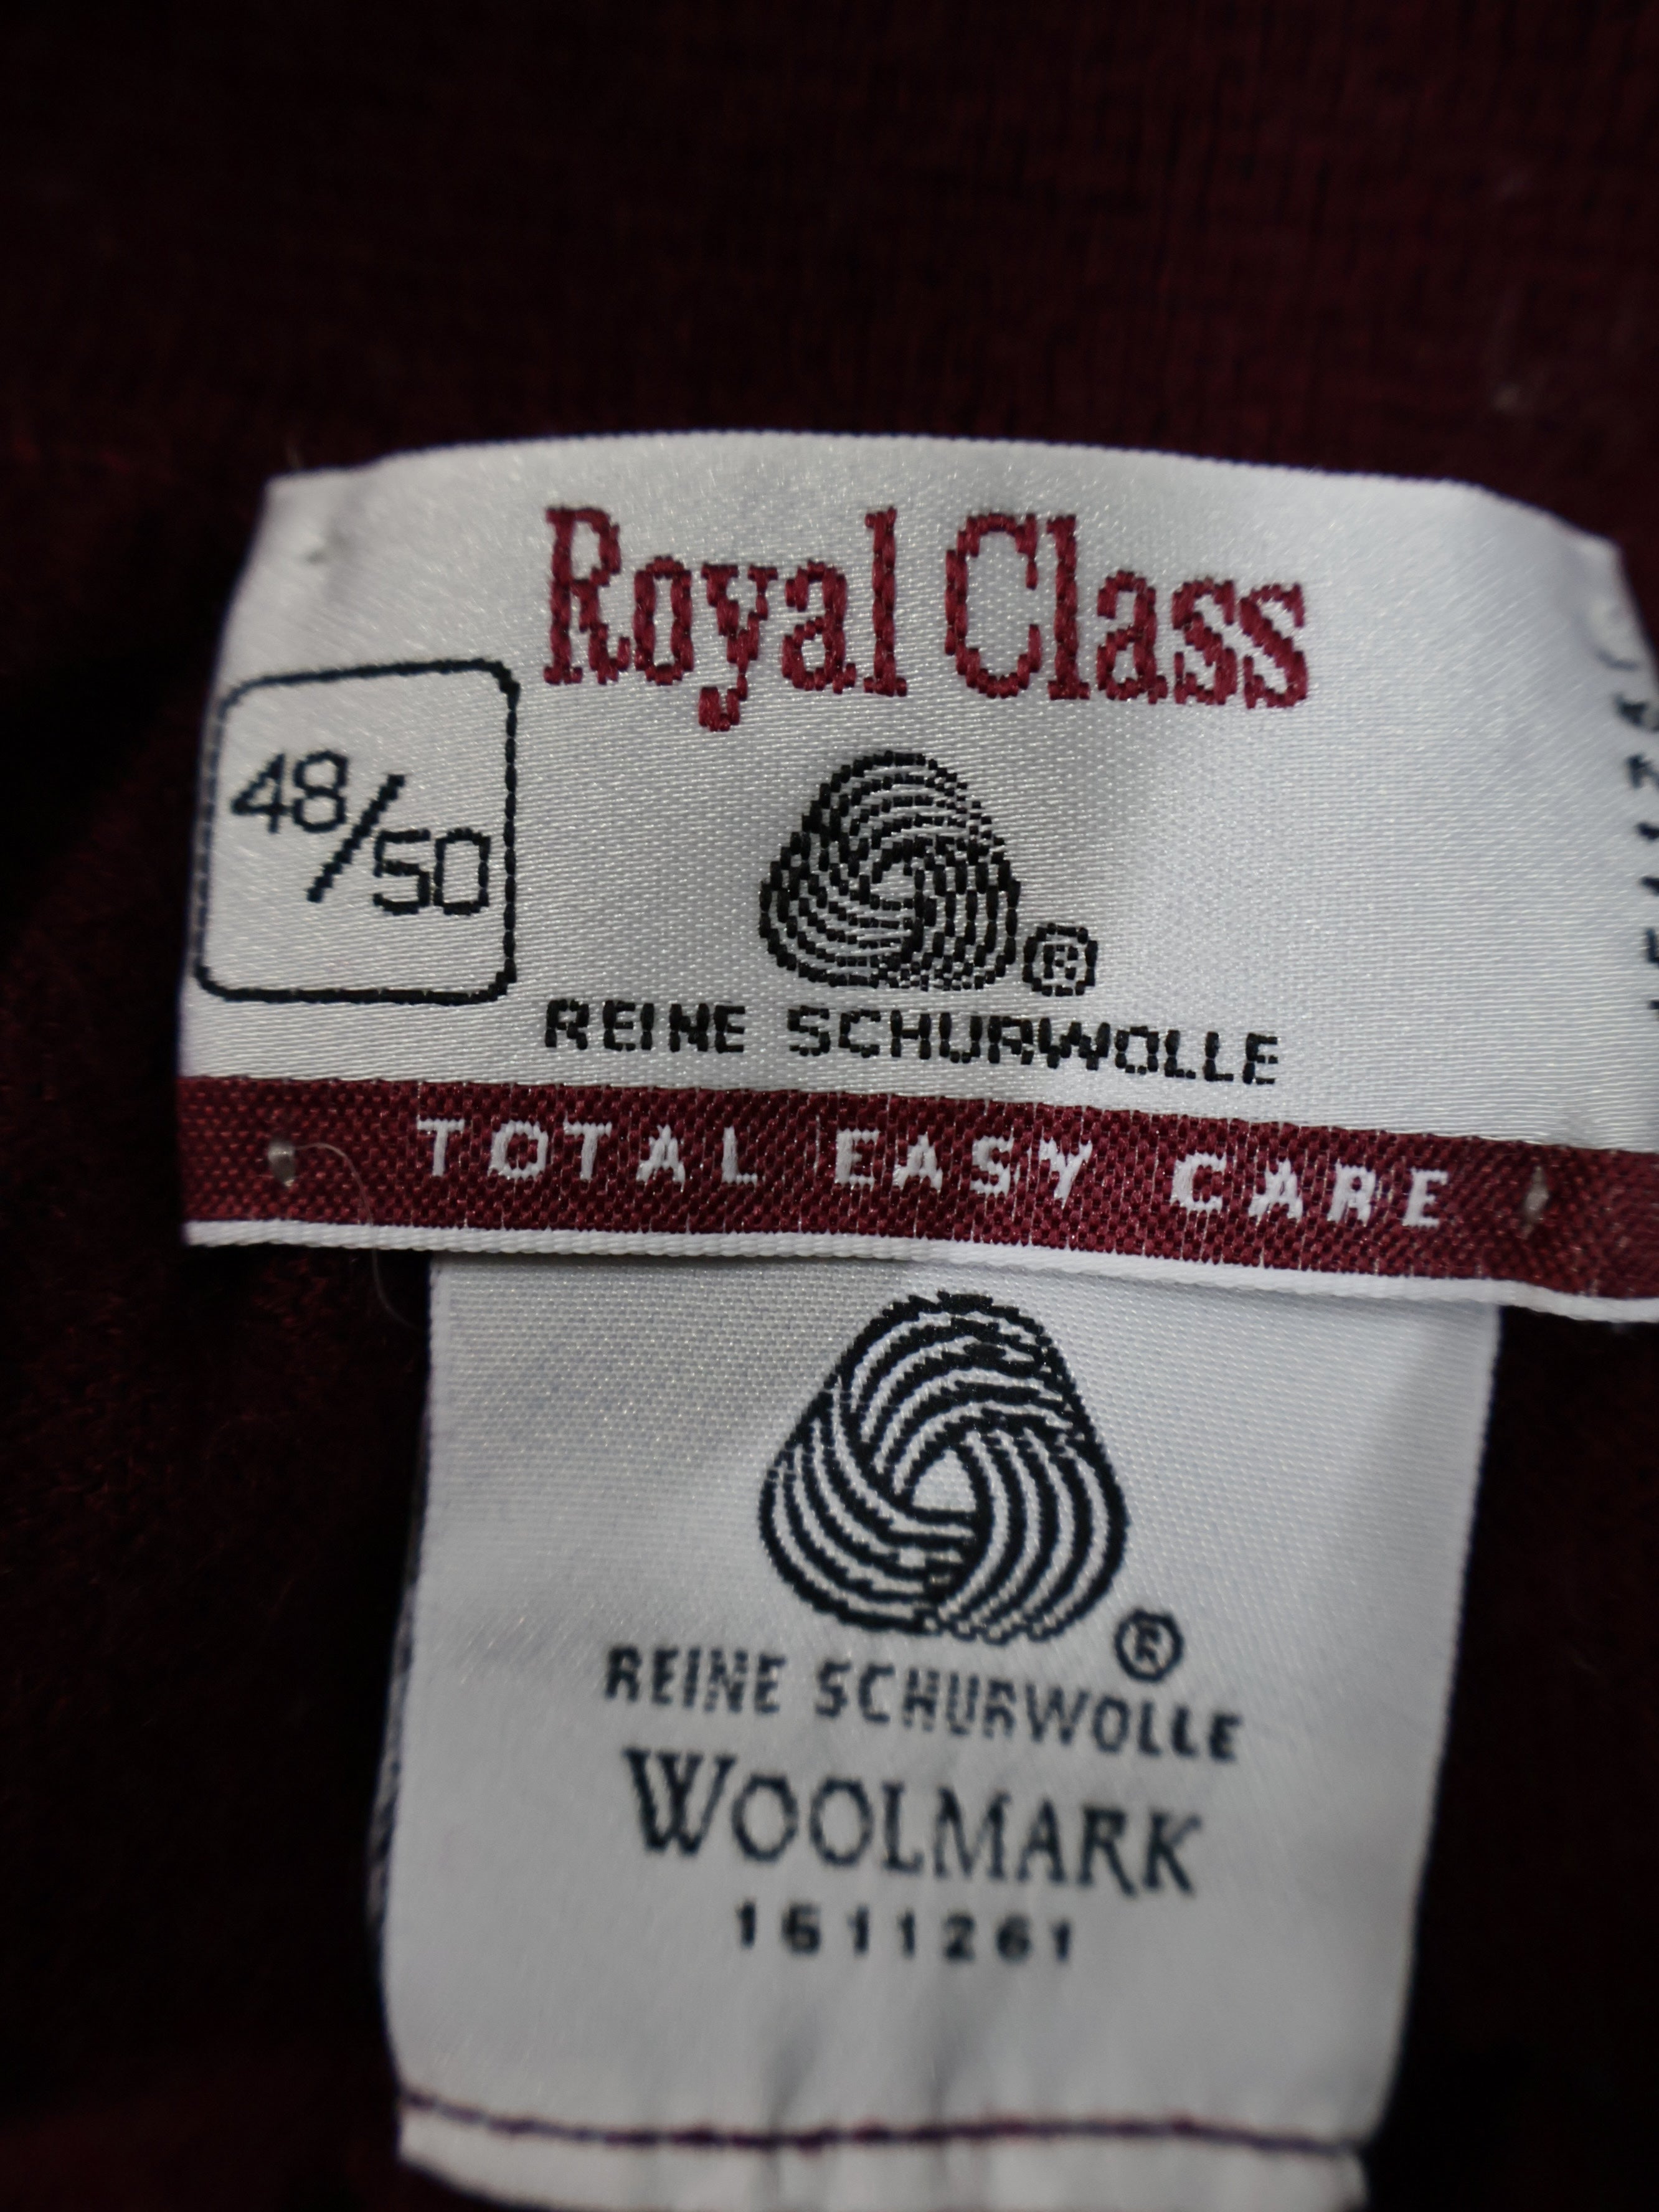 Royal Class
48/50
®
REINE SCHURWOLLE
TOTAL EASY CARE
®
REINE SCHURWOLLE
WOOLMARK
1611261